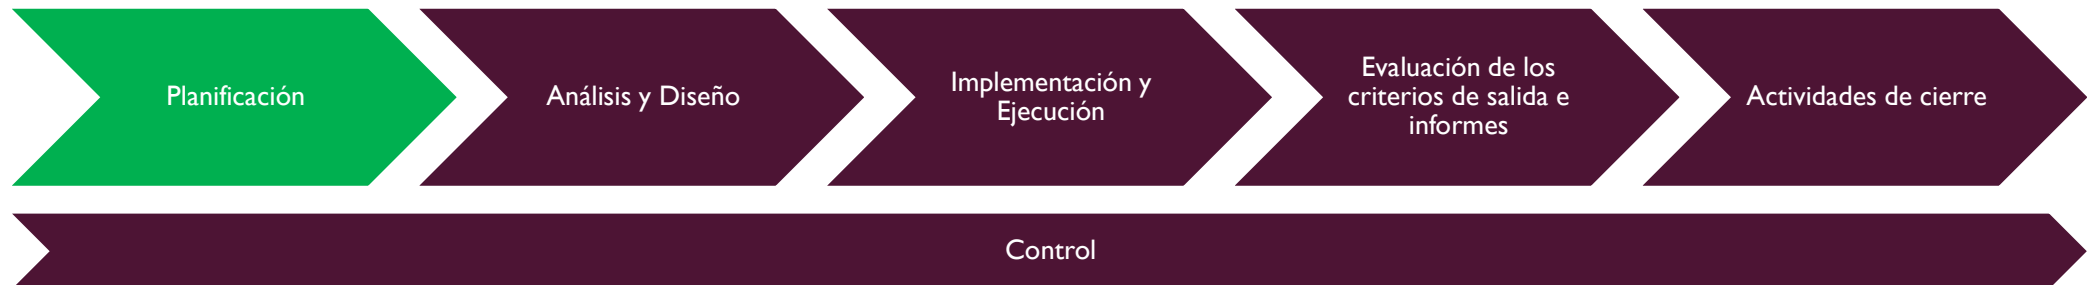 Planificación
Análisis y Diseño
Implementación y
Ejecución
Evaluación de los
criterios de salida e
informes
Actividades de cierre
Control